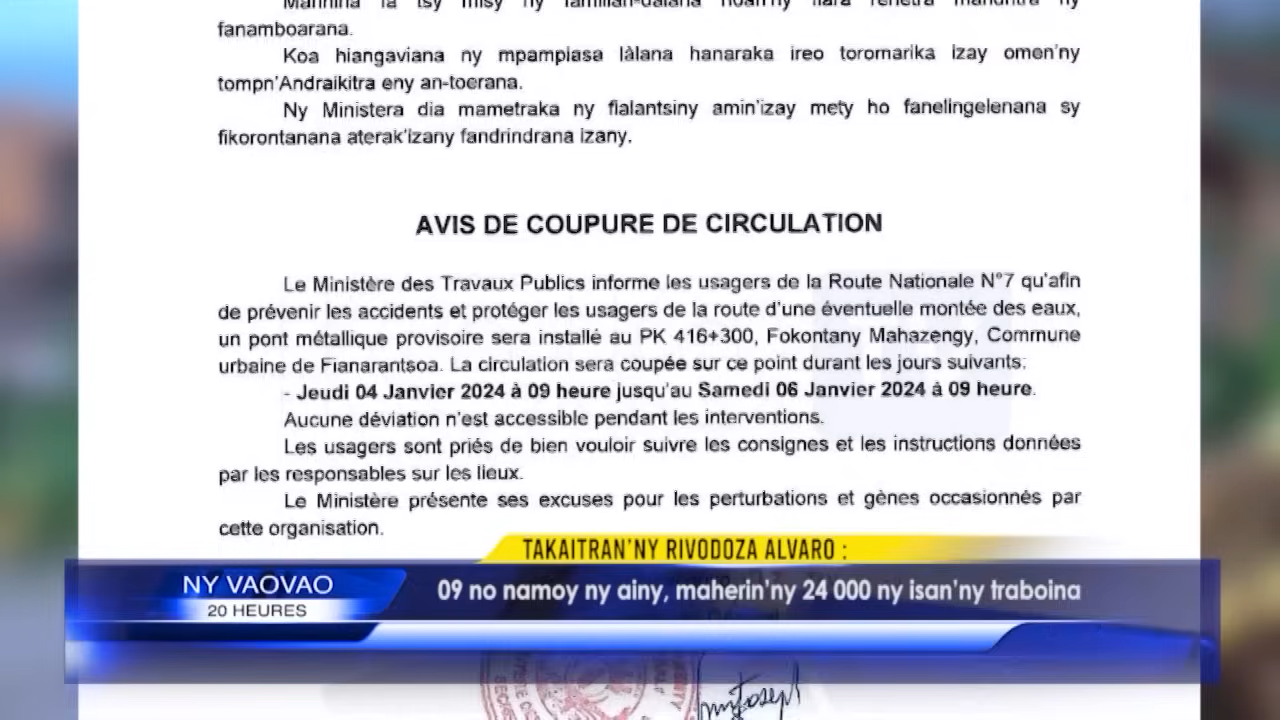 fanamboarana.
Koa hiangaviana ny mpampiasa làlana hanaraka ireo toromarika izay omen'ny
tompn'Andraikitra eny an-toerana.
Ny Ministera dia mametraka ny fialantsiny amin'izay mety ho fanelingelenana sy
fikorontanana aterak'izany fandrindrana izany.
AVIS DE COUPURE DE CIRCULATION
Le Ministère des Travaux Publics informe les usagers de la Route Nationale N°7 qu'afin
de prévenir les accidents et protéger les usagers de la route d'une éventuelle montée des eaux,
un pont métallique provisoire sera installé au PK 416+300, Fokontany Mahazengy, Commune
urbaine de Fianarantsoa. La circulation sera coupée sur ce point durant les jours suivants:
- Jeudi 04 Janvier 2024 à 09 heure jusqu'au Samedi 06 Janvier 2024 à 09 heure.
Aucune déviation n'est accessible pendant les interventions.
Les usagers sont priés de bien vouloir suivre les consignes et les instructions données
par les responsables sur les lieux.
Le Ministère présente ses excuses pour les perturbations et gènes occasionnés par
cette organisation.
TAKAITRAN'NY RIVODOZA ALVARO :
NY VAOVAO
09 no namoy ny ainy, maherin'ny 24 000 ny isan'ny traboina
20 HEURES